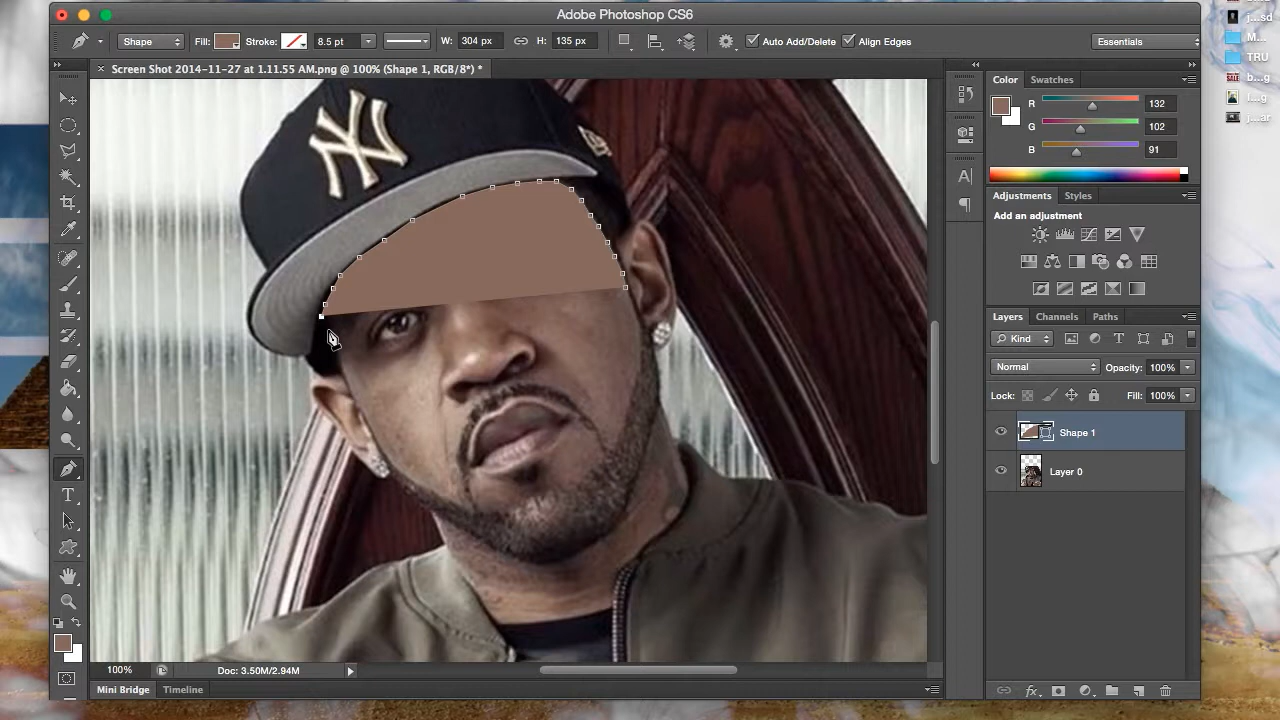 Adobe Photoshop CS6
Shape Fill: Stroke: 8.5 pt W: 304 px H: 135 px Auto Add/Delete Align Edges Essentials
× Screen Shot 2014-11-27 at 1.11.55 AM.png @ 100% (Shape 1, RGB/8*) *
j...sd
M...
TRU
b...g
l...g
j...ar
NY
Color Swatches
R 132
G 102
B 91
Adjustments Styles
Add an adjustment
Layers Channels Paths
Kind T
Normal Opacity: 100%
Lock: Fill: 100%
Shape 1
Layer 0
fx
A
T
100% Doc: 3.50M/2.94M
Mini Bridge Timeline